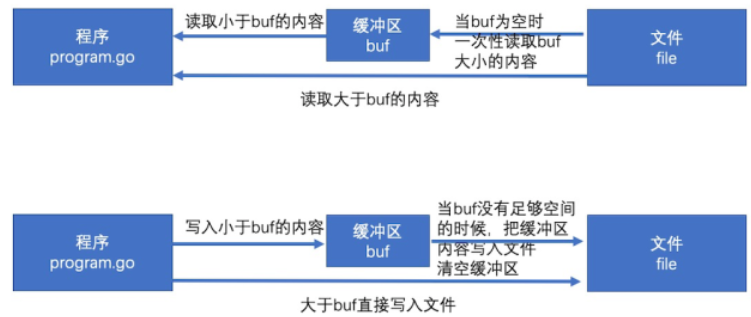 读取小于buf的内容
程序
program.go
缓冲区
buf
当buf为空时
一次性读取buf
大小的内容
文件
file
读取大于buf的内容
程序
program.go
写入小于buf的内容
缓冲区
buf
当buf没有足够空间
的时候，把缓冲区
内容写入文件
清空缓冲区
文件
file
大于buf直接写入文件